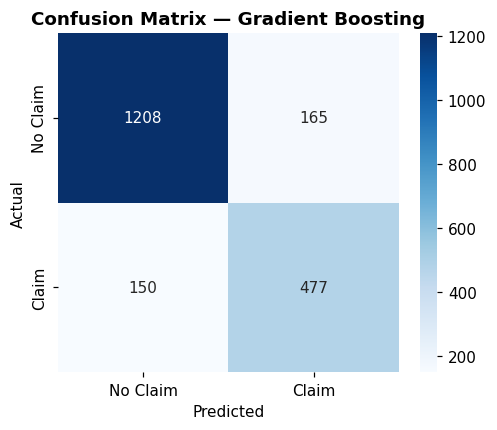 Confusion Matrix — Gradient Boosting
Actual
No Claim
1208
165
Claim
150
477
No Claim
Claim
Predicted
1200
1000
800
600
400
200